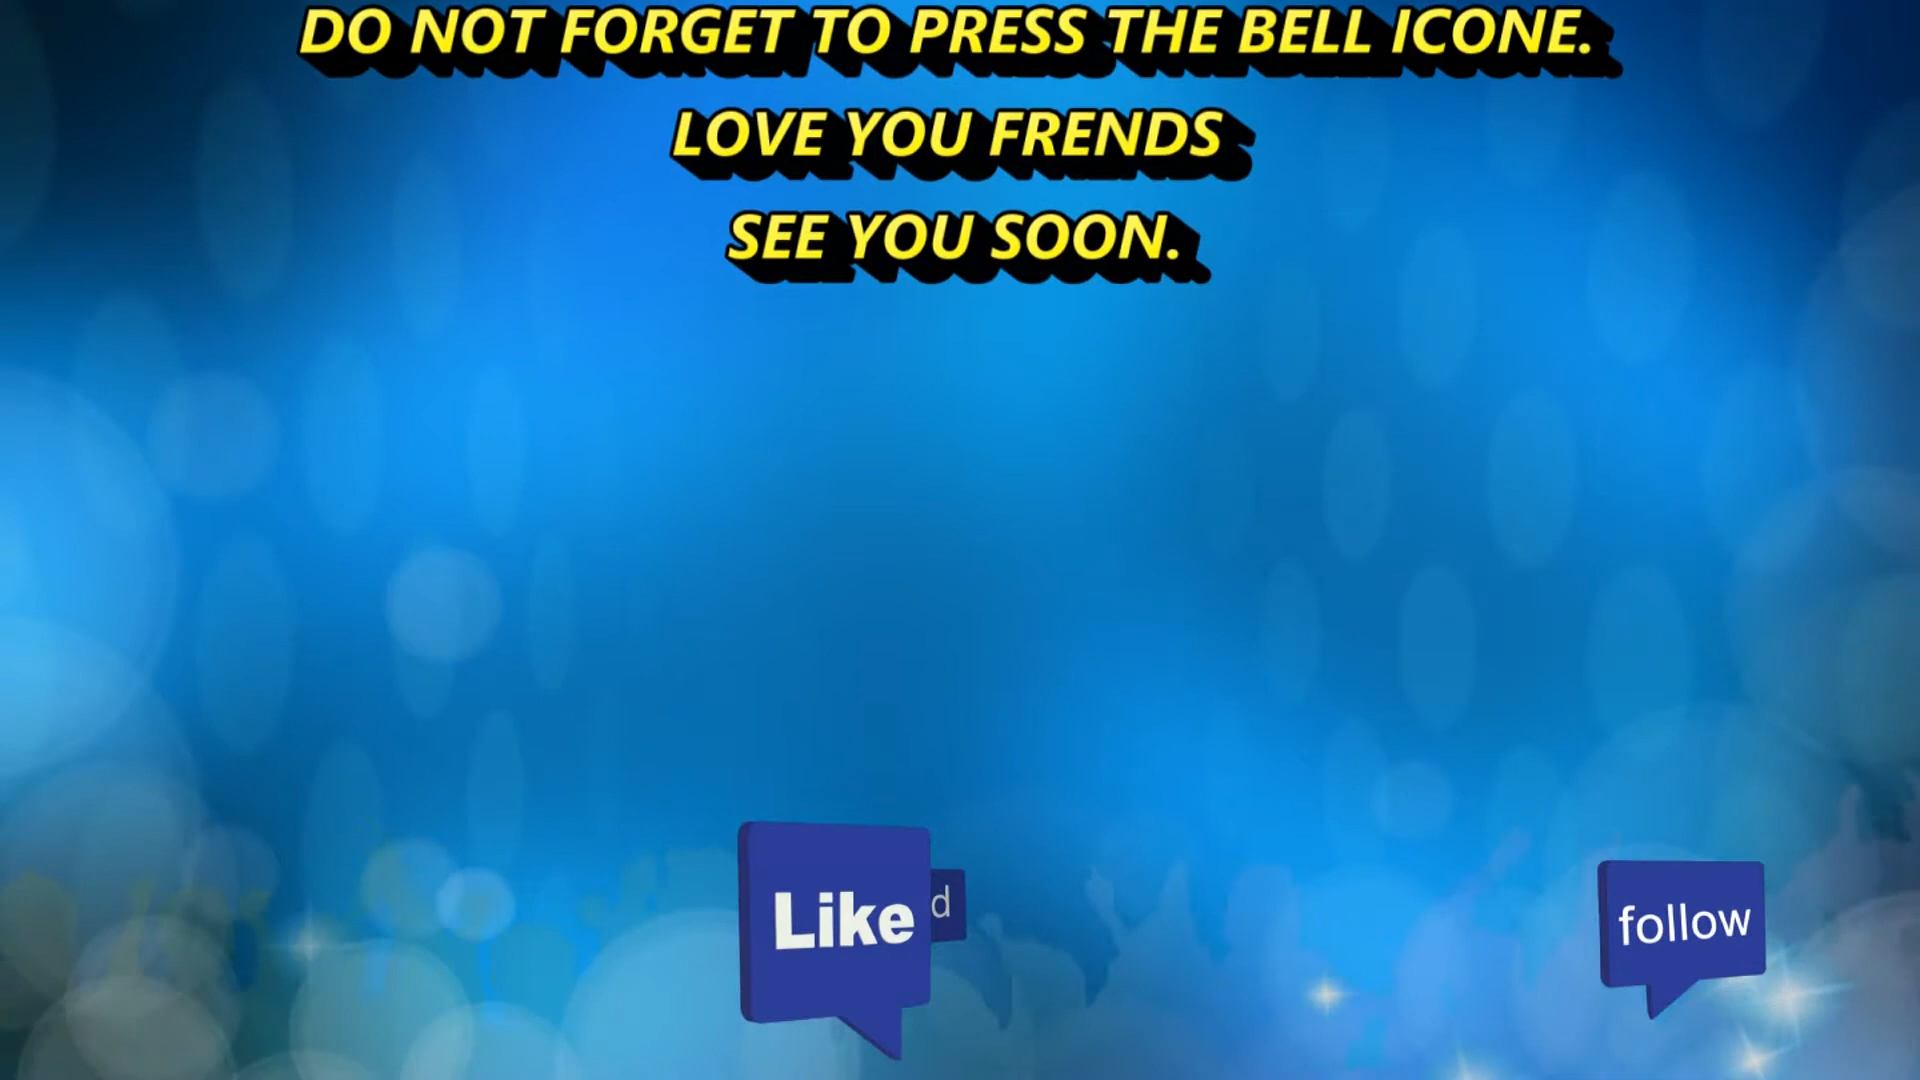 DO NOT FORGET TO PRESS THE BELL ICONE.
LOVE YOU FRENDS
SEE YOU SOON.
Like
follow